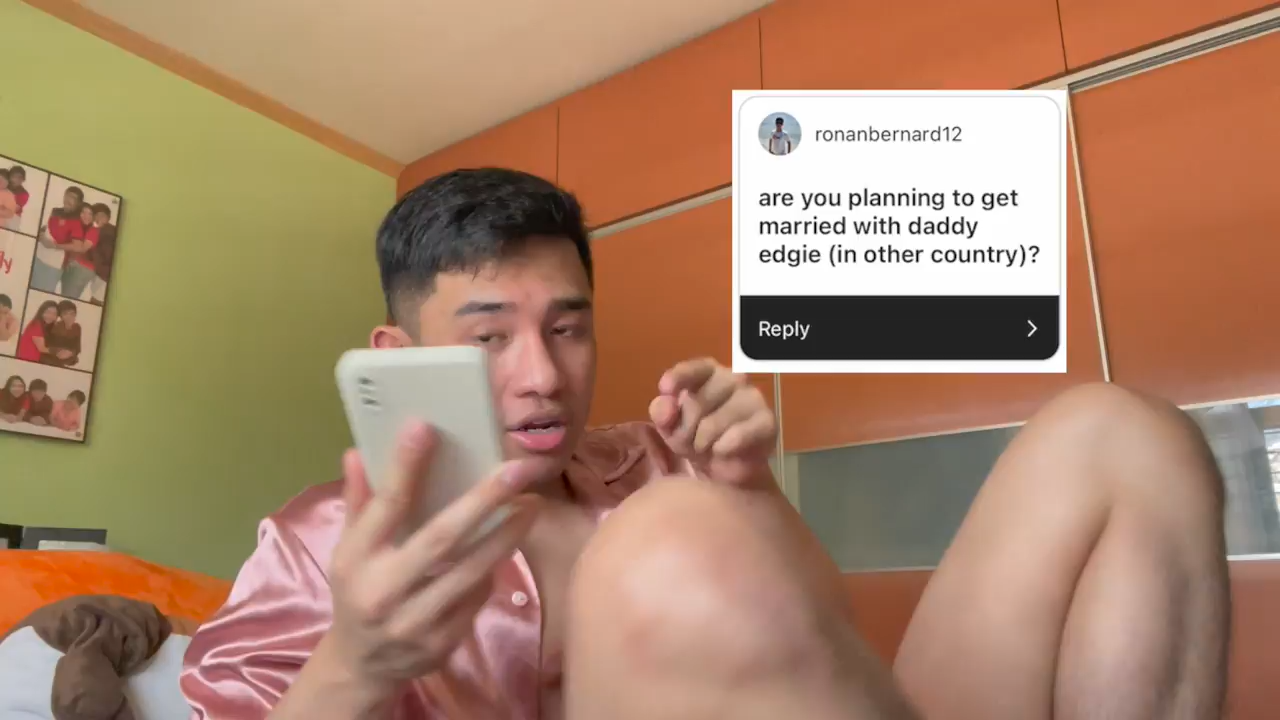 ronanbernard12
are you planning to get
married with daddy
edgie (in other country)?
Reply